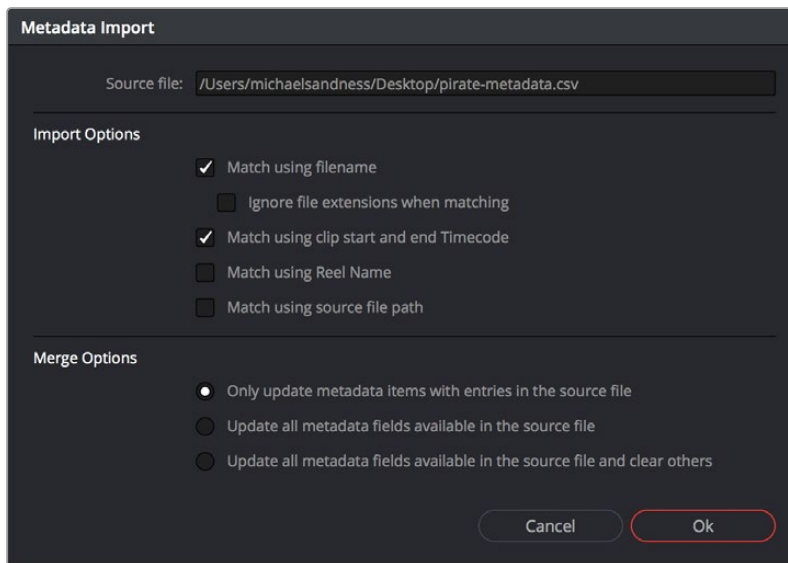 Metadata Import
Source file: /Users/michaelsandness/Desktop/pirate-metadata.csv
Import Options
Match using filename
Ignore file extensions when matching
Match using clip start and end Timecode
Match using Reel Name
Match using source file path
Merge Options
Only update metadata items with entries in the source file
Update all metadata fields available in the source file
Update all metadata fields available in the source file and clear others
Cancel Ok